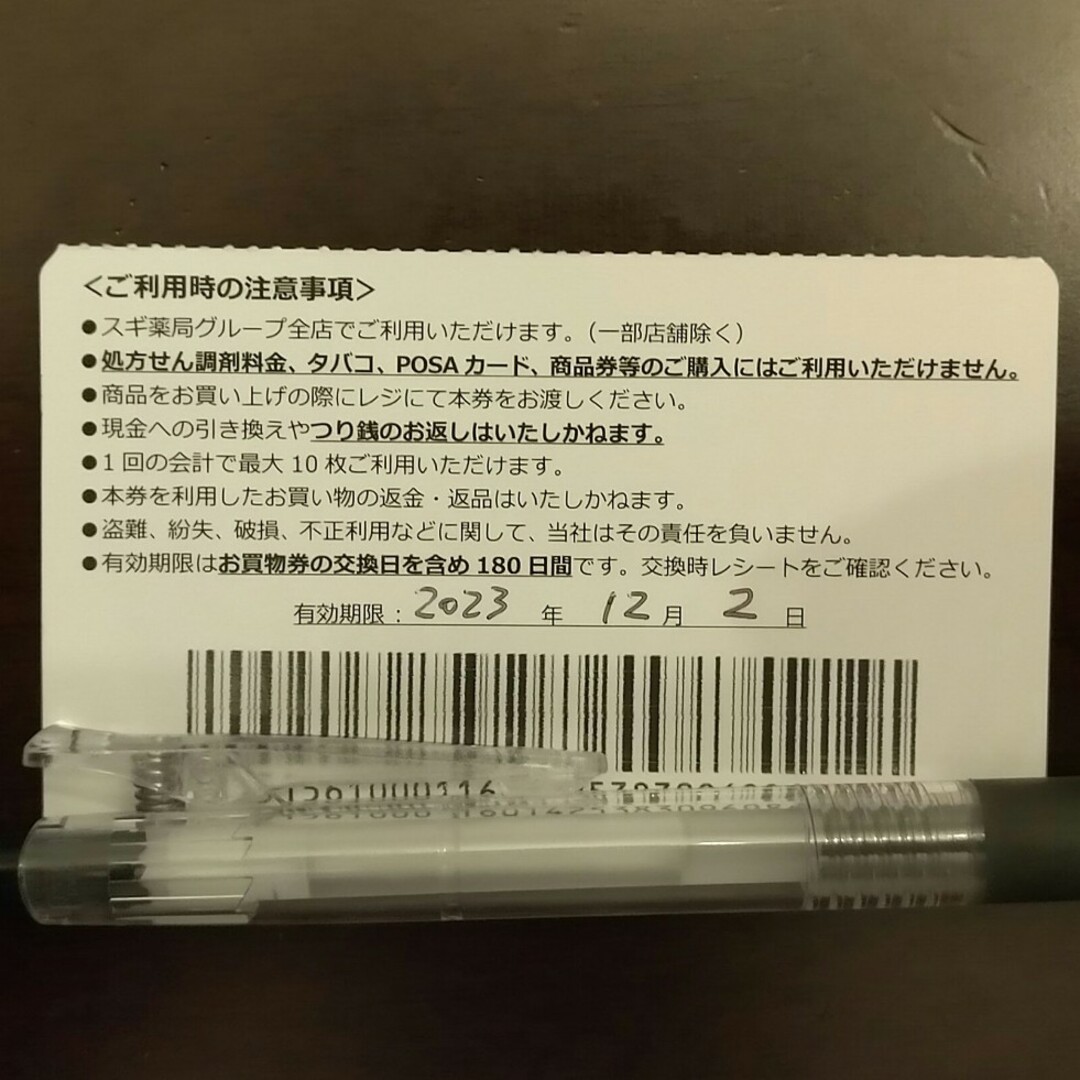 ＜ご利用時の注意事項＞
●スギ薬局グループ全店でご利用いただけます。（一部店舗除く）
●処方せん調剤料金、タバコ、POSAカード、商品券等のご購入にはご利用いただけません。
●商品をお買い上げの際にレジにて本券をお渡しください。
●現金への引き換えやつり銭のお返しはいたしかねます。
●1回の会計で最大10枚ご利用いただけます。
●本券を利用したお買い物の返金・返品はいたしかねます。
●盗難、紛失、破損、不正利用などに関して、当社はその責任を負いません。
●有効期限はお買物券の交換日を含め180日間です。交換時レシートをご確認ください。
有効期限：2023年12月2日